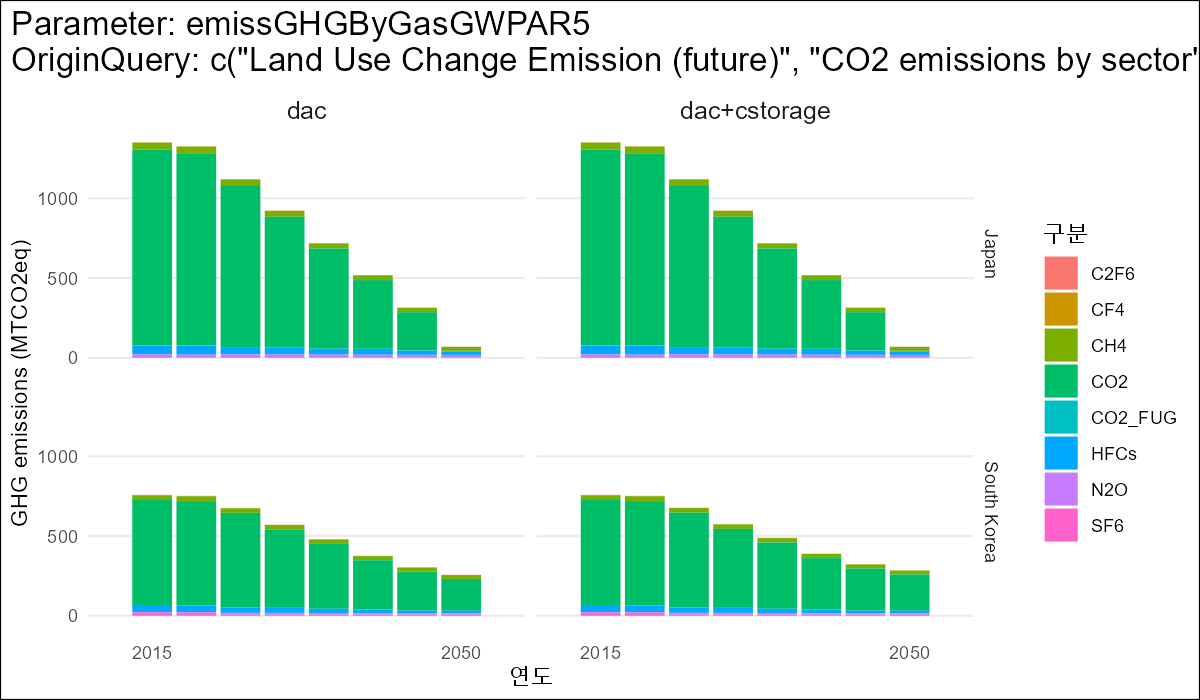 Parameter: emissGHGByGasGWPAR5
OriginQuery: c("Land Use Change Emission (future)", "CO2 emissions by sector"
dac
dac+cstorage
GHG emissions (MTCO2eq)
1000
500
0
Japan
1000
500
0
South Korea
2015
2050
2015
2050
연도
구분
C2F6
CF4
CH4
CO2
CO2_FUG
HFCs
N2O
SF6